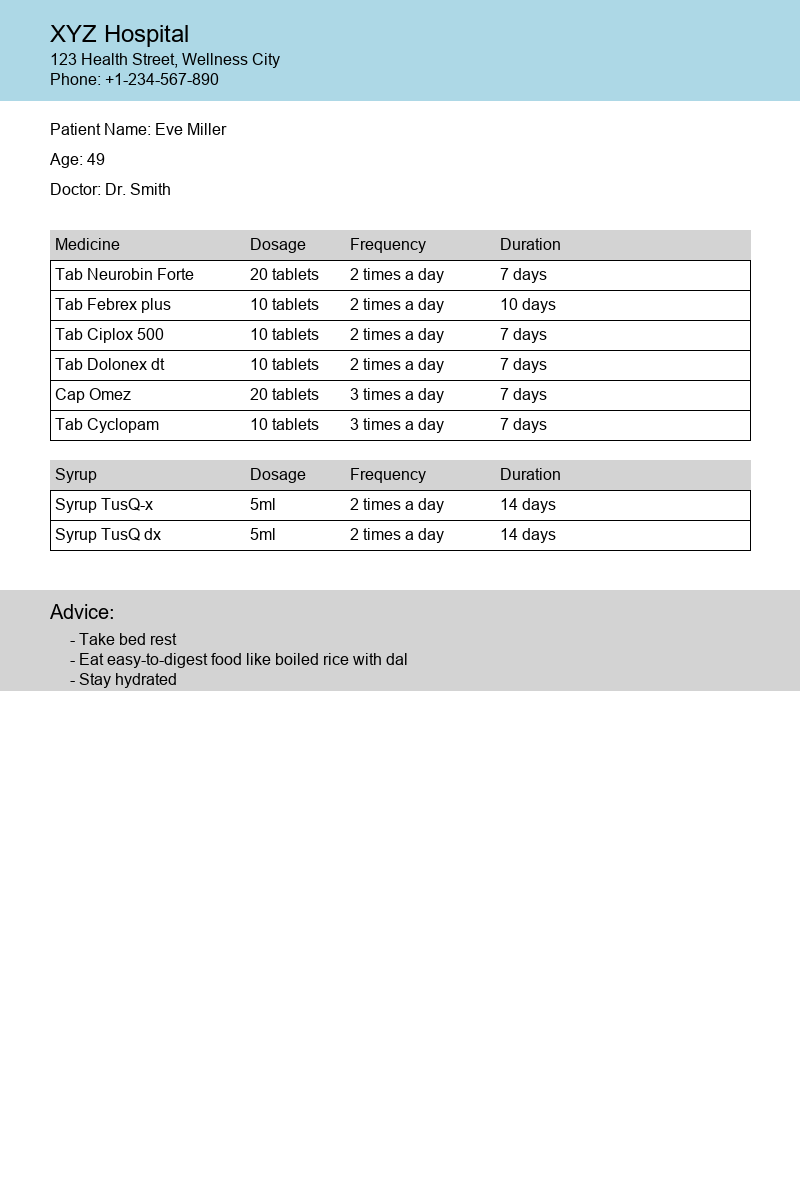 XYZ Hospital
123 Health Street, Wellness City
Phone: +1-234-567-890
Patient Name: Eve Miller
Age: 49
Doctor: Dr. Smith
Medicine Dosage Frequency Duration
Tab Neurobin Forte 20 tablets 2 times a day 7 days
Tab Febrex plus 10 tablets 2 times a day 10 days
Tab Ciplox 500 10 tablets 2 times a day 7 days
Tab Dolonex dt 10 tablets 2 times a day 7 days
Cap Omez 20 tablets 3 times a day 7 days
Tab Cyclopam 10 tablets 3 times a day 7 days
Syrup Dosage Frequency Duration
Syrup TusQ-x 5ml 2 times a day 14 days
Syrup TusQ dx 5ml 2 times a day 14 days
Advice:
- Take bed rest
- Eat easy-to-digest food like boiled rice with dal
- Stay hydrated